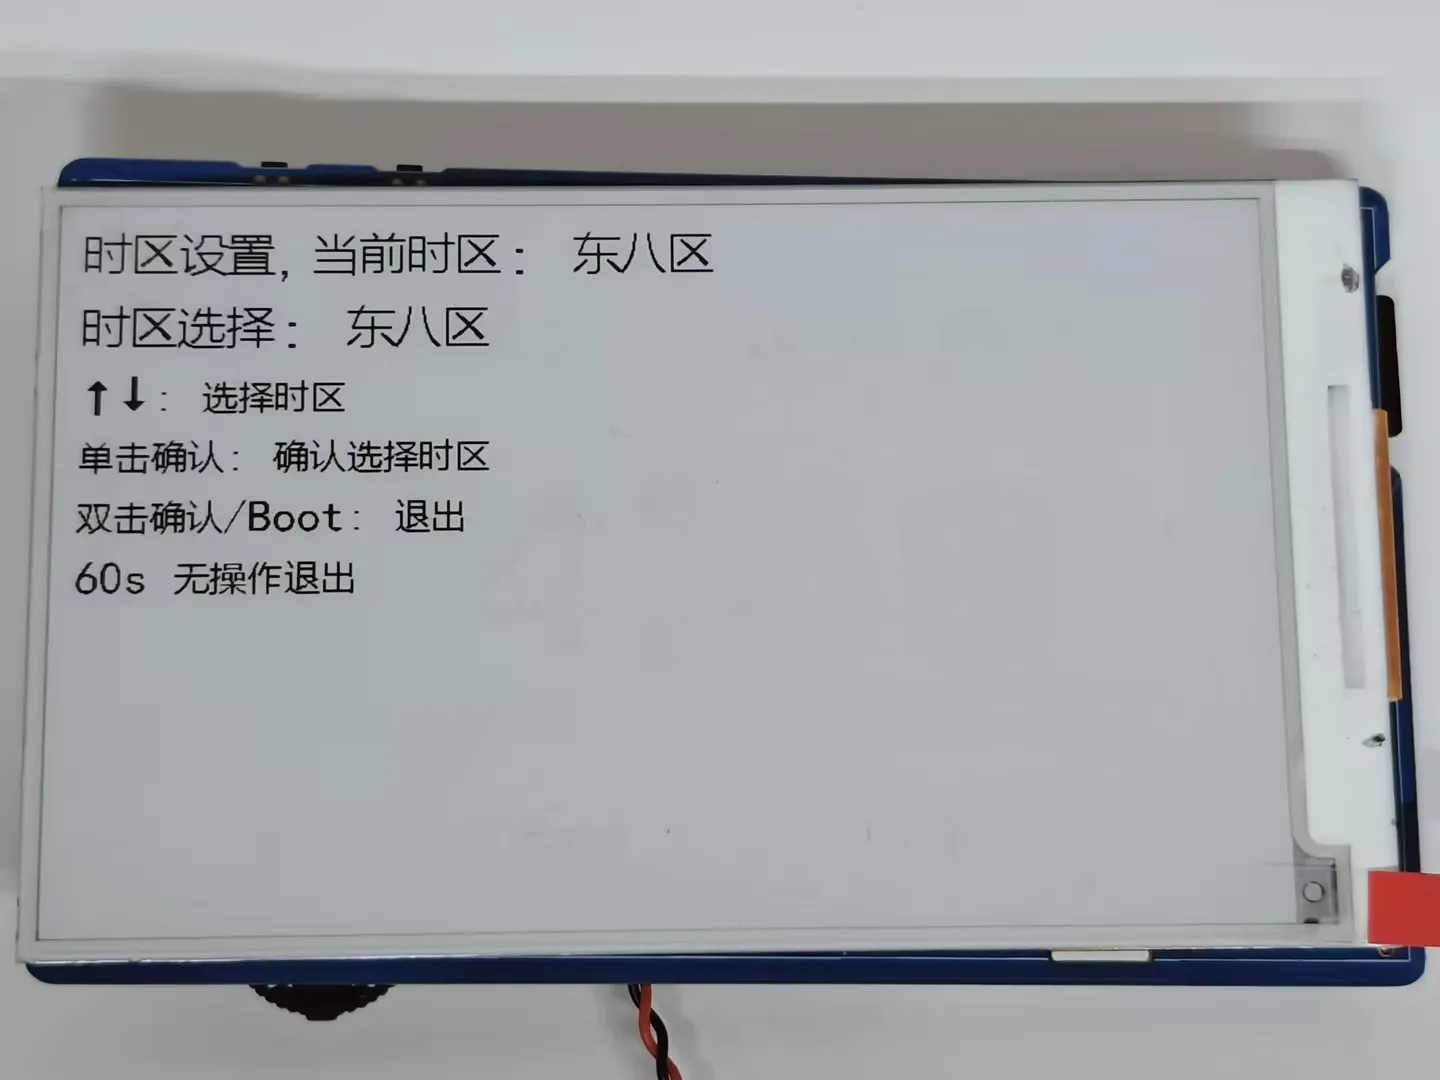 时区设置, 当前时区: 东八区
时区选择: 东八区
↑↓: 选择时区
单击确认: 确认选择时区
双击确认/Boot: 退出
60s 无操作退出